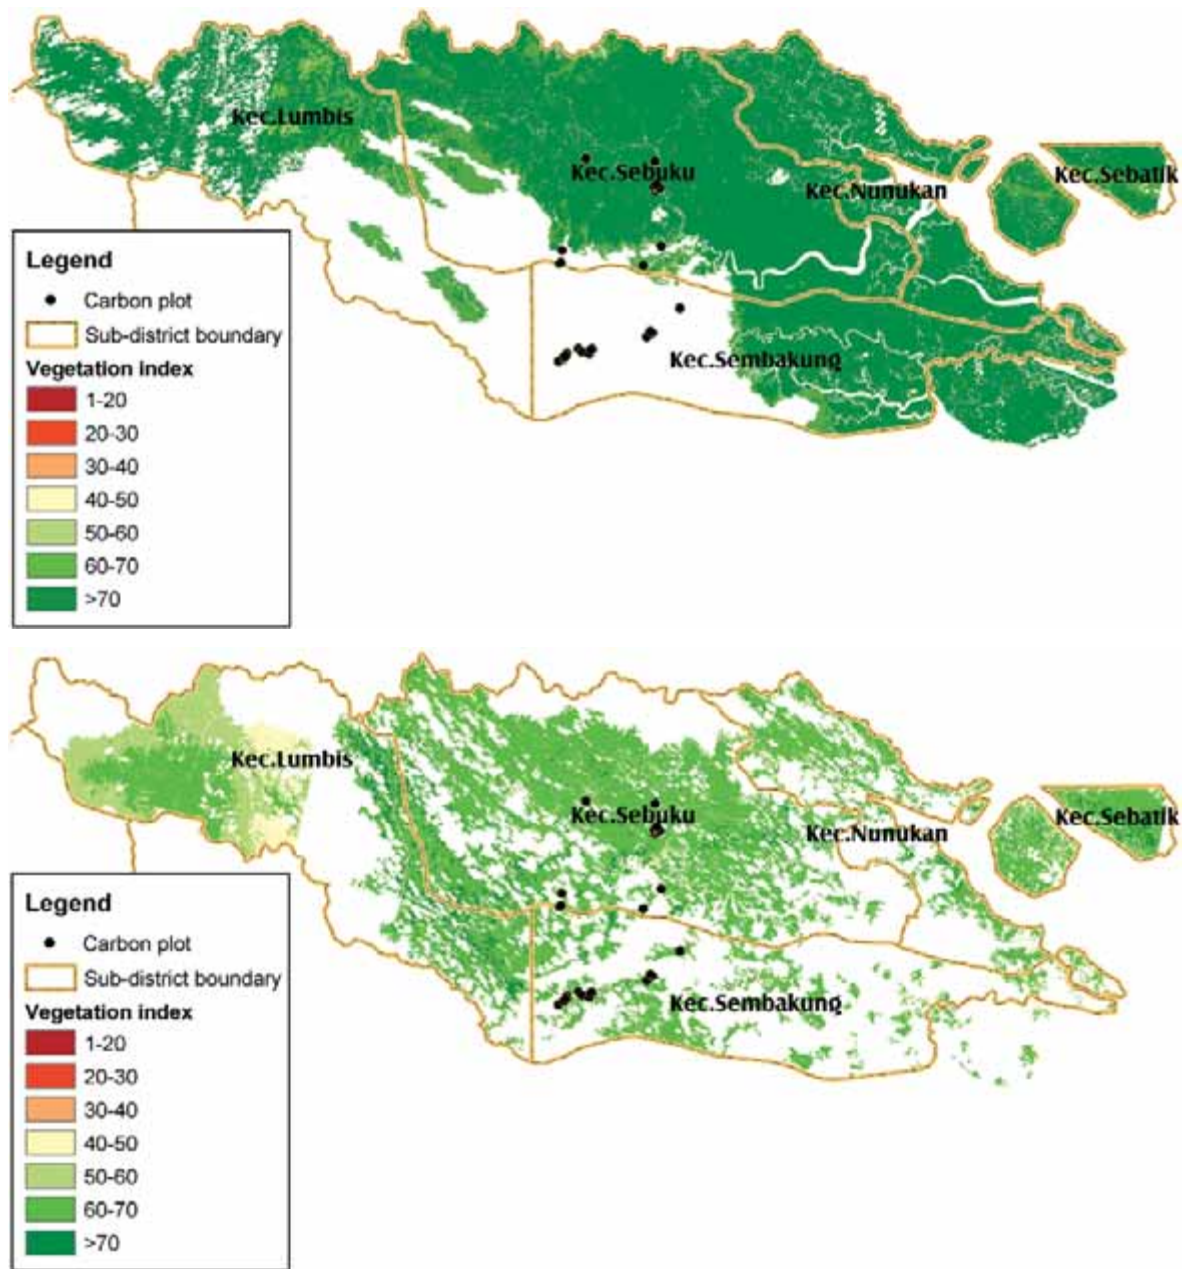 Kec.Lumbis
Kec.Sebuku
Kec.Nunukan
Kec.Sebatik
Kec.Sembakung
Legend
Carbon plot
Sub-district boundary
Vegetation index
1-20
20-30
30-40
40-50
50-60
60-70
>70
Kec.Lumbis
Kec.Sebuku
Kec.Nunukan
Kec.Sebatik
Kec.Sembakung
Legend
Carbon plot
Sub-district boundary
Vegetation index
1-20
20-30
30-40
40-50
50-60
60-70
>70